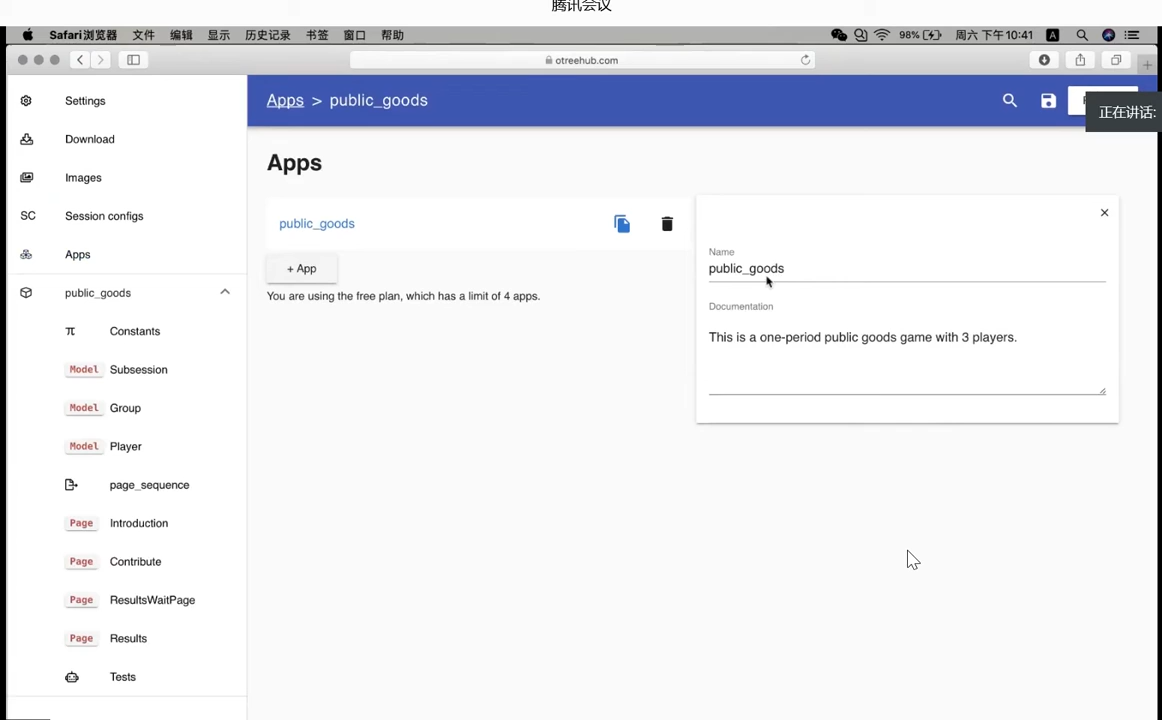 腾讯会议
Safari浏览器 文件 编辑 显示 历史记录 书签 窗口 帮助 98% 周六 下午10:41 A
otreehub.com
Settings
Apps > public_goods
正在讲话:
Download
Apps
Images
SC Session configs
public_goods
Apps
Name
public_goods
+ App
You are using the free plan, which has a limit of 4 apps.
Documentation
This is a one-period public goods game with 3 players.
public_goods
π Constants
Model Subsession
Model Group
Model Player
page_sequence
Page Introduction
Page Contribute
Page ResultsWaitPage
Page Results
Tests